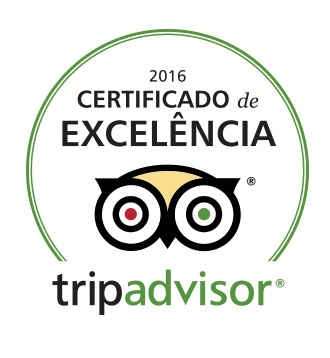 2016
CERTIFICADO de
EXCELÊNCIA
®
tripadvisor®